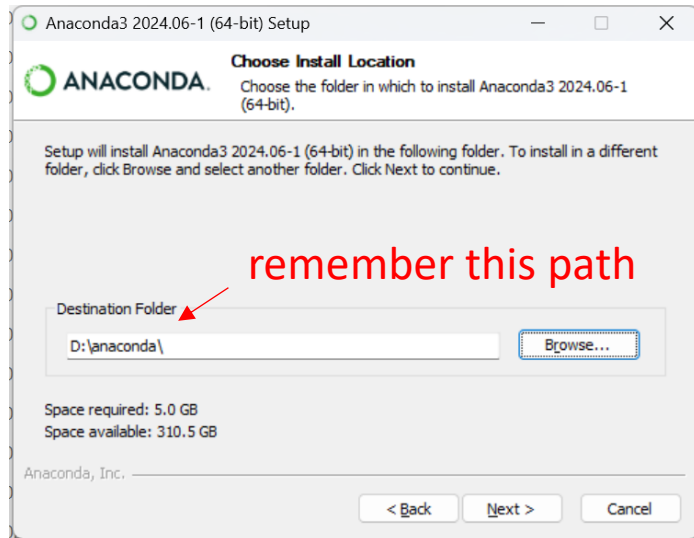 Anaconda3 2024.06-1 (64-bit) Setup
Choose Install Location
ANACONDA.
Choose the folder in which to install Anaconda3 2024.06-1
(64-bit).
Setup will install Anaconda3 2024.06-1 (64-bit) in the following folder. To install in a different
folder, click Browse and select another folder. Click Next to continue.
remember this path
Destination Folder
D:\anaconda\
Browse...
Space required: 5.0 GB
Space available: 310.5 GB
Anaconda, Inc.
< Back
Next >
Cancel